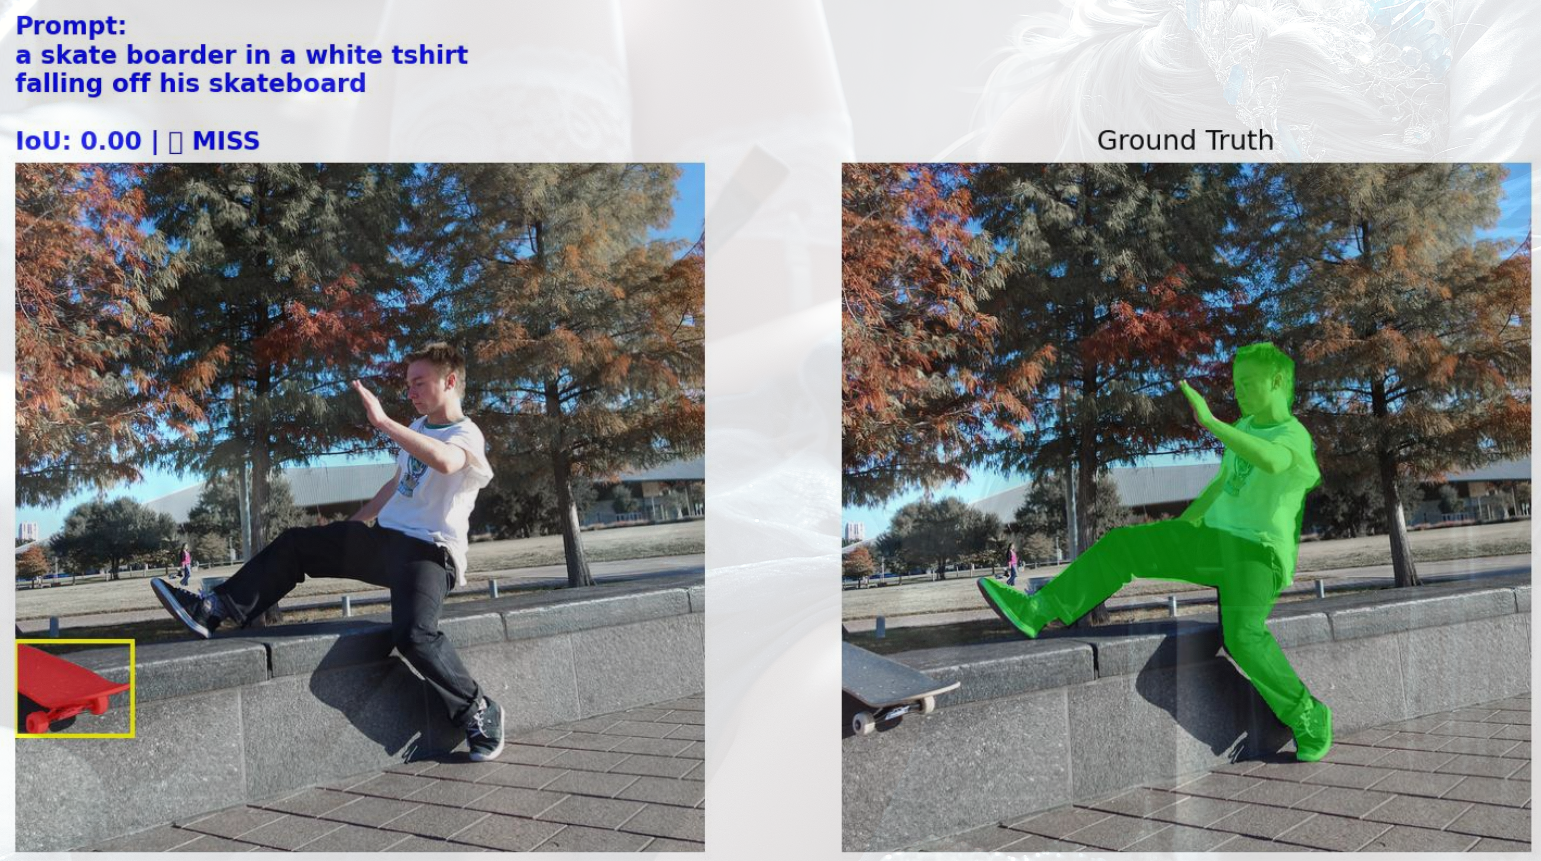 Prompt:
a skate boarder in a white tshirt
falling off his skateboard
IoU: 0.00 | ▯ MISS
Ground Truth